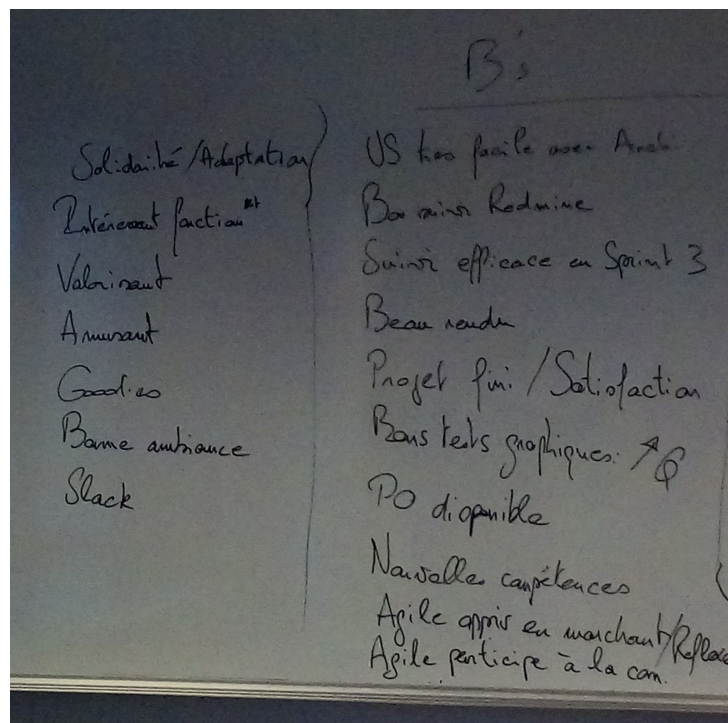 B's
Solidarité/Adaptation
Intéressant fonction
Valorisant
Amusant
Goodies
Bonne ambiance
Slack
US très facile avec
Bon suivi Redmine
Suivi efficace en Sprint 3
Beau rendu
Projet fini/Satisfaction
Bons tests graphiques: ↗Q
PO disponible
Nouvelles compétences
Agile appris en marchant/
Agile participe à la com.